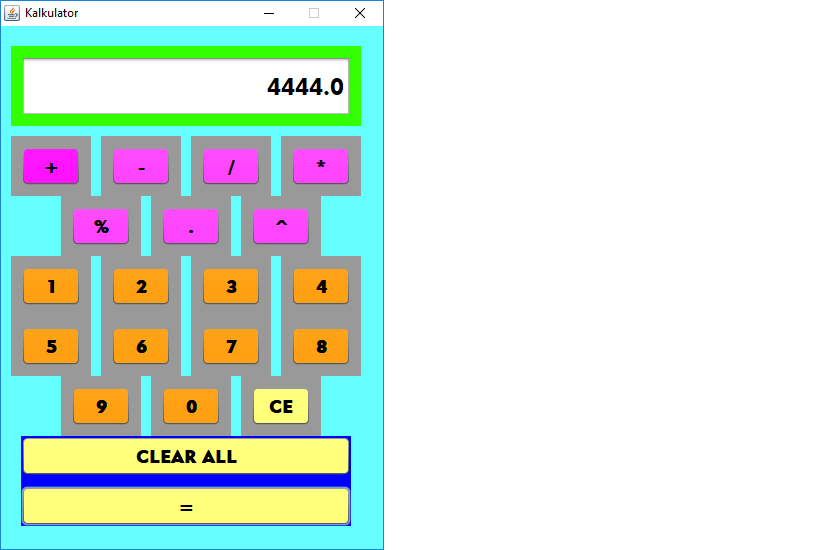 Kalkulator
4444.0
+ - / *
% . ^
1 2 3 4
5 6 7 8
9 0 CE
CLEAR ALL
=